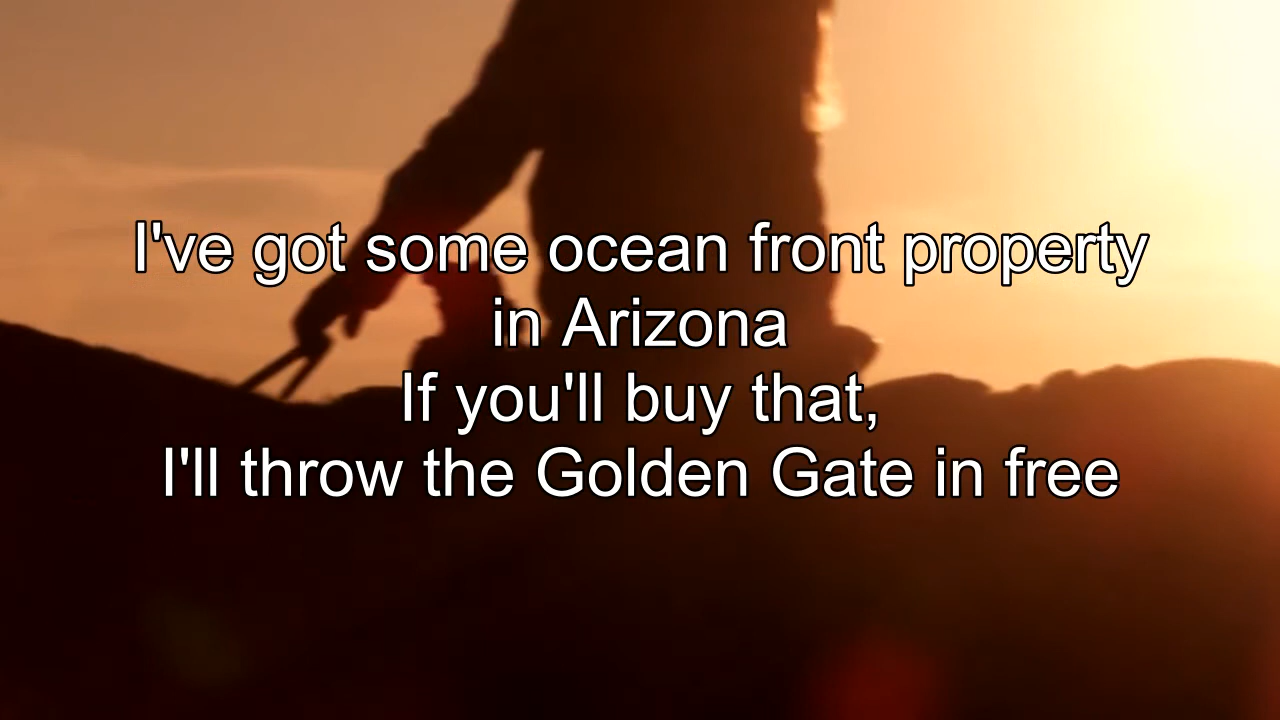 I've got some ocean front property
in Arizona
If you'll buy that,
I'll throw the Golden Gate in free